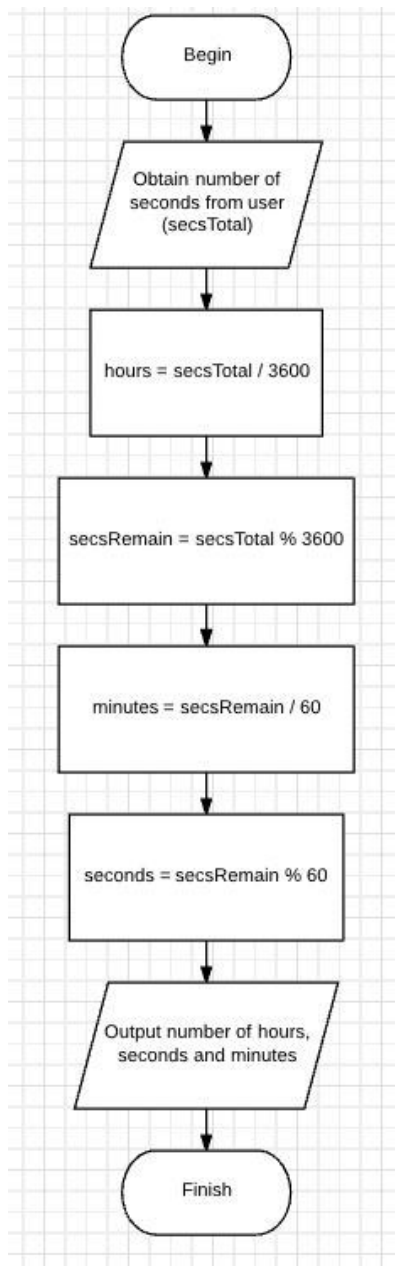 Begin
Obtain number of
seconds from user
(secsTotal)
hours = secsTotal / 3600
secsRemain = secsTotal % 3600
minutes = secsRemain / 60
seconds = secsRemain % 60
Output number of hours,
seconds and minutes
Finish